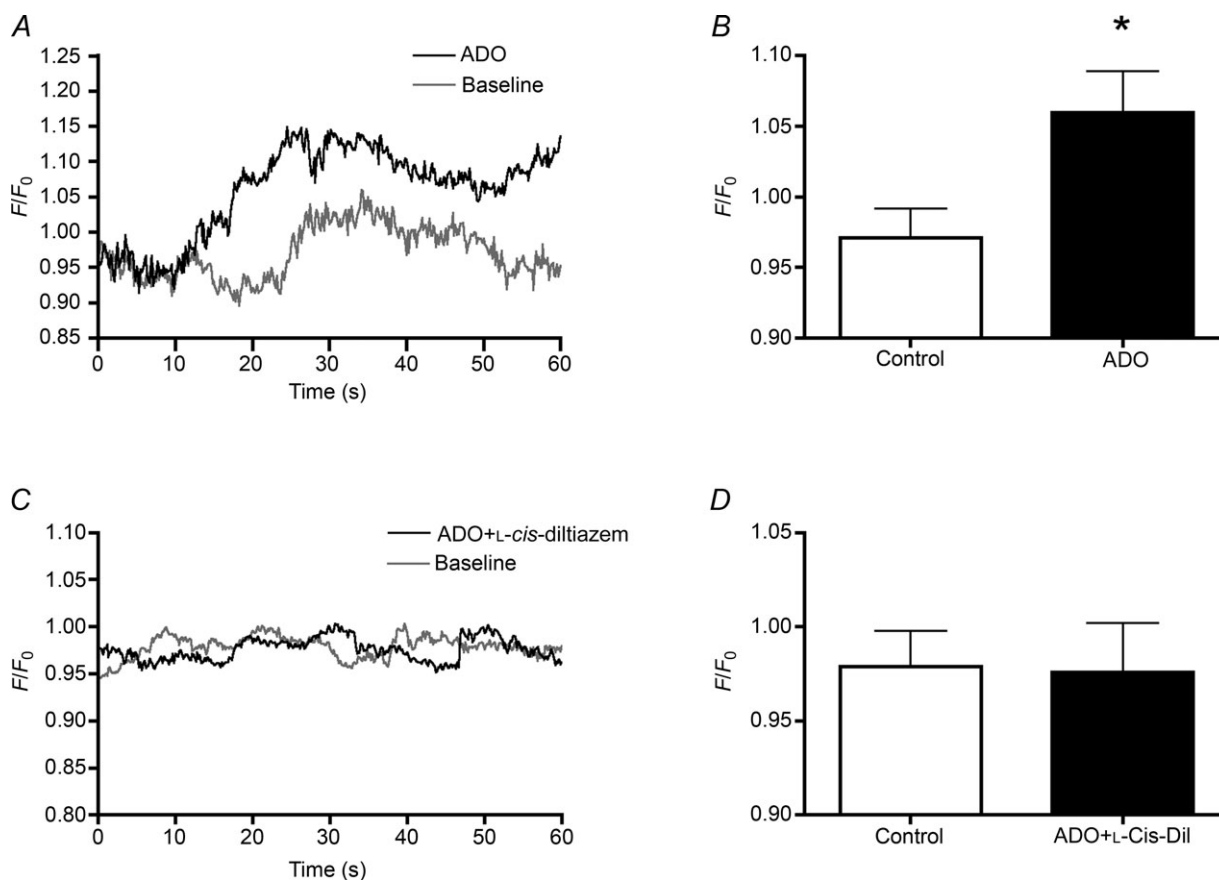 A
ADO
Baseline
1.25
1.20
1.15
1.10
1.05
1.00
0.95
0.90
0.85
F/F0
0 10 20 30 40 50 60
Time (s)
B
*
1.10
1.05
1.00
0.95
0.90
F/F0
Control ADO
C
ADO+L-cis-diltiazem
Baseline
1.10
1.05
1.00
0.95
0.90
0.85
0.80
F/F0
0 10 20 30 40 50 60
Time (s)
D
1.05
1.00
0.95
0.90
F/F0
Control ADO+L-Cis-Dil